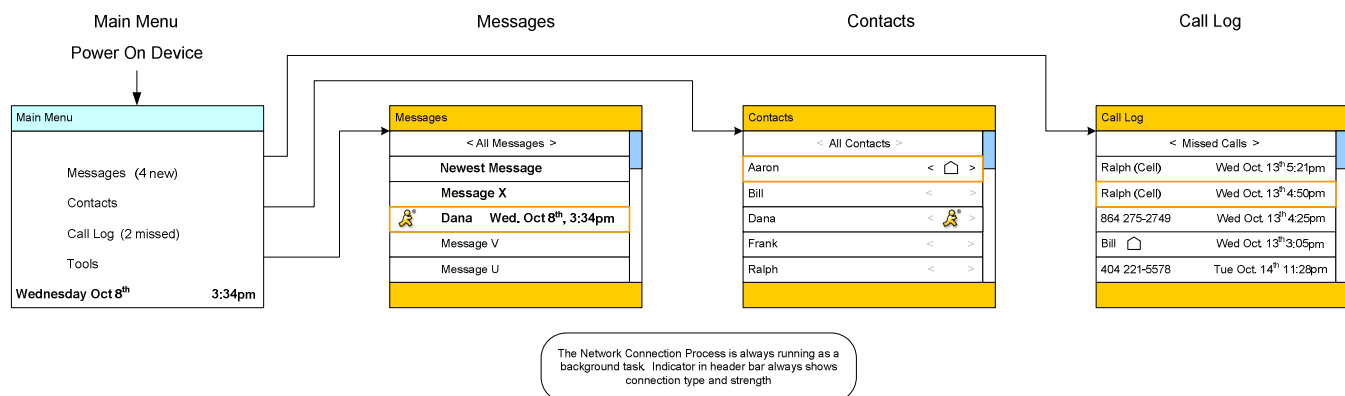 Main Menu
Messages
Contacts
Call Log
Power On Device
Main Menu
Messages (4 new)
Contacts
Call Log (2 missed)
Tools
Wednesday Oct 8th 3:34pm
Messages
< All Messages >
Newest Message
Message X
Dana Wed. Oct 8th, 3:34pm
Message V
Message U
Contacts
< All Contacts >
Aaron < >
Bill < >
Dana < >
Frank < >
Ralph < >
Call Log
< Missed Calls >
Ralph (Cell) Wed Oct. 13th 5:21pm
Ralph (Cell) Wed Oct. 13th 4:50pm
864 275-2749 Wed Oct. 13th 4:25pm
Bill Wed Oct. 13th 3:05pm
404 221-5578 Tue Oct. 14th 11:28pm
The Network Connection Process is always running as a
background task. Indicator in header bar always shows
connection type and strength